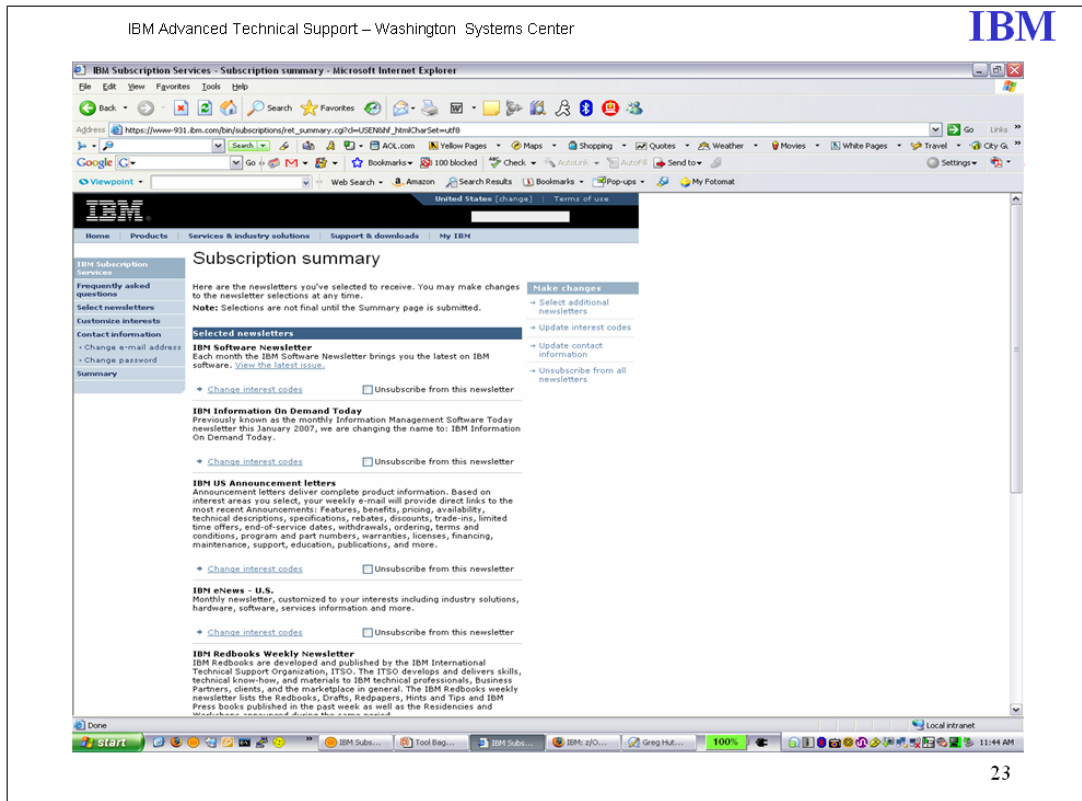 IBM Advanced Technical Support – Washington Systems Center
IBM
IBM Subscription Services - Subscription summary - Microsoft Internet Explorer
File Edit View Favorites Tools Help
Back Search Favorites
Address https://www-931.ibm.com/bin/subscriptions/ret_summary.cgi?cl=USEN&hf_htmlCharSet=utf8 Go Links
Search AOL.com Yellow Pages Maps Shopping Quotes Weather Movies White Pages Travel City G
Google Go Bookmarks 100 blocked Check AutoLink AutoFill Send to Settings
Viewpoint Web Search Amazon Search Results Bookmarks Pop-ups My Fotomat
United States [change] | Terms of use
IBM
Home Products Services & industry solutions Support & downloads My IBM
IBM Subscription
Services
Frequently asked
questions
Select newsletters
Customize interests
Contact information
Change e-mail address
Change password
Summary
Subscription summary
Here are the newsletters you've selected to receive. You may make changes
to the newsletter selections at any time.
Note: Selections are not final until the Summary page is submitted.
Selected newsletters
IBM Software Newsletter
Each month the IBM Software Newsletter brings you the latest on IBM
software. View the latest issue.
Change interest codes Unsubscribe from this newsletter
IBM Information On Demand Today
Previously known as the monthly Information Management Software Today
newsletter this January 2007, we are changing the name to: IBM Information
On Demand Today.
Change interest codes Unsubscribe from this newsletter
IBM US Announcement letters
Announcement letters deliver complete product information. Based on
interest areas you select, your weekly e-mail will provide direct links to the
most recent Announcements: Features, benefits, pricing, availability,
technical descriptions, specifications, rebates, discounts, trade-ins, limited
time offers, end-of-service dates, withdrawals, ordering, terms and
conditions, program and part numbers, warranties, licenses, financing,
maintenance, support, education, publications, and more.
Change interest codes Unsubscribe from this newsletter
IBM eNews - U.S.
Monthly newsletter, customized to your interests including industry solutions,
hardware, software, services information and more.
Change interest codes Unsubscribe from this newsletter
IBM Redbooks Weekly Newsletter
IBM Redbooks are developed and published by the IBM International
Technical Support Organization, ITSO. The ITSO develops and delivers skills,
technical know-how, and materials to IBM technical professionals, Business
Partners, clients, and the marketplace in general. The IBM Redbooks weekly
newsletter lists the Redbooks, Drafts, Redpapers, Hints and Tips and IBM
Press books published in the past week as well as the Residencies and
Workshops announced during the same period.
Make changes
Select additional
newsletters
Update interest codes
Update contact
information
Unsubscribe from all
newsletters
Done Local intranet
start IBM Subs... Tool Bag... IBM Subs... IBM: z/O... Greg Hut... 100% 11:44 AM
23